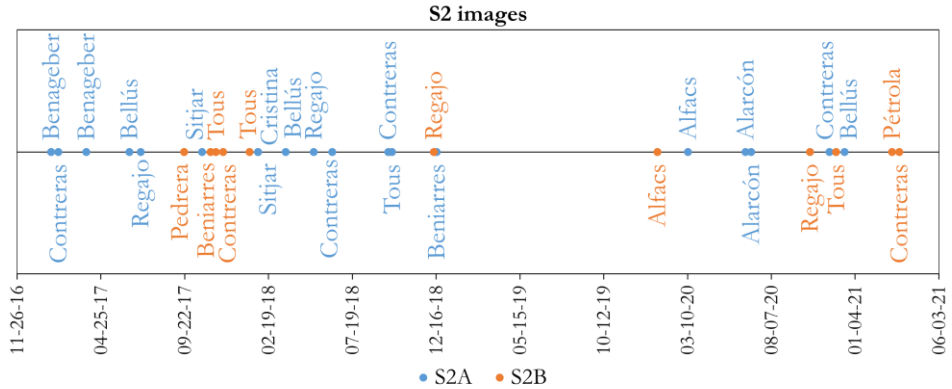 S2 images
Benageber
Benageber
Bellús
Sitjar
Tous
Tous
Cristina
Bellús
Regajo
Contreras
Regajo
Alfacs
Alarcón
Contreras
Bellús
Pétrola
Contreras
Regajo
Pedrera
Beniarres
Contreras
Sitjar
Contreras
Tous
Beniarres
Alfacs
Alarcón
Regajo
Tous
Contreras
11-26-16
04-25-17
09-22-17
02-19-18
07-19-18
12-16-18
05-15-19
10-12-19
03-10-20
08-07-20
01-04-21
06-03-21
S2A S2B